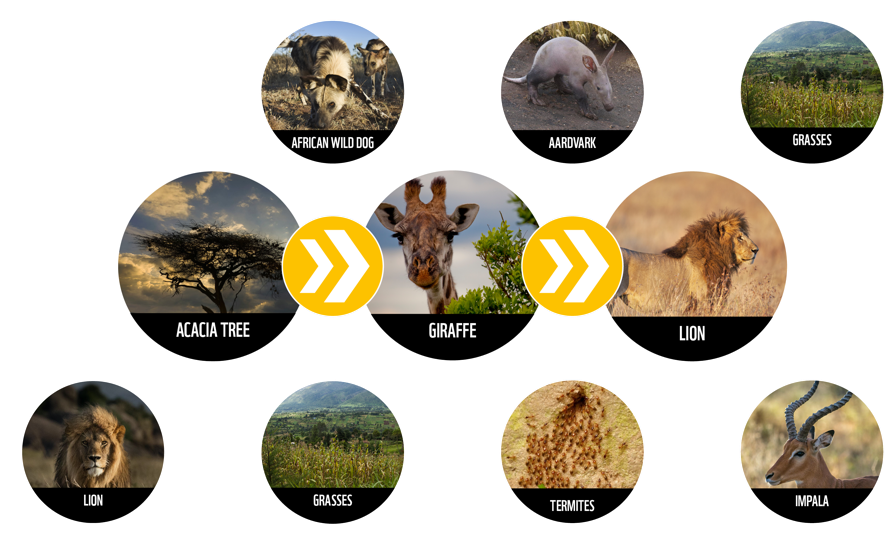 AFRICAN WILD DOG
AARDVARK
GRASSES
ACACIA TREE
GIRAFFE
LION
LION
GRASSES
TERMITES
IMPALA